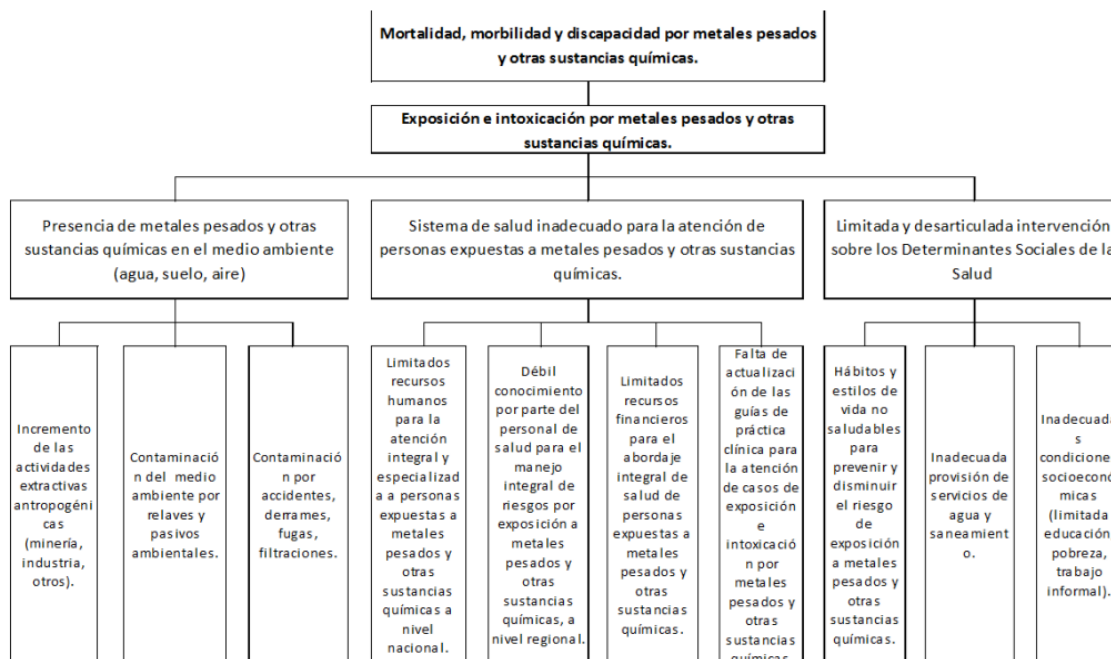 Mortalidad, morbilidad y discapacidad por metales pesados
y otras sustancias químicas.
Exposición e intoxicación por metales pesados y otras
sustancias químicas.
Presencia de metales pesados y otras
sustancias químicas en el medio ambiente
(agua, suelo, aire)
Sistema de salud inadecuado para la atención de
personas expuestas a metales pesados y otras sustancias
químicas.
Limitada y desarticulada intervención
sobre los Determinantes Sociales de la
Salud
Incremento
de las
actividades
extractivas
antropogéni
cas
(minería,
industria,
otros).
Contaminació
n del medio
ambiente por
relaves y
pasivos
ambientales.
Contaminac
ión por
accidentes,
derrames,
fugas,
filtraciones.
Limitados
recursos
humanos
para la
atención
integral y
especializad
a a personas
expuestas a
metales
pesados y
otras
sustancias
químicas a
nivel
nacional.
Débil
conocimiento
por parte del
personal de
salud para el
manejo
integral de
riesgos por
exposición a
metales
pesados y
otras
sustancias
químicas, a
nivel regional.
Limitados
recursos
financieros
para el
abordaje
integral de
salud de
personas
expuestas a
metales
pesados y
otras
sustancias
químicas.
Falta de
actualizaci
ón de las
guías de
práctica
clínica para
la atención
de casos de
exposición
e
intoxicació
n por
metales
pesados y
otras
sustancias
químicas
Hábitos y
estilos de
vida no
saludables
para
prevenir y
disminuir
el riesgo
de
exposición
a metales
pesados y
otras
sustancias
químicas.
Inadecuada
provisión de
servicios de
agua y
saneamient
o.
Inadecuada
s
condiciones
socioeconó
micas
(limitada
educación,
pobreza,
trabajo
informal).